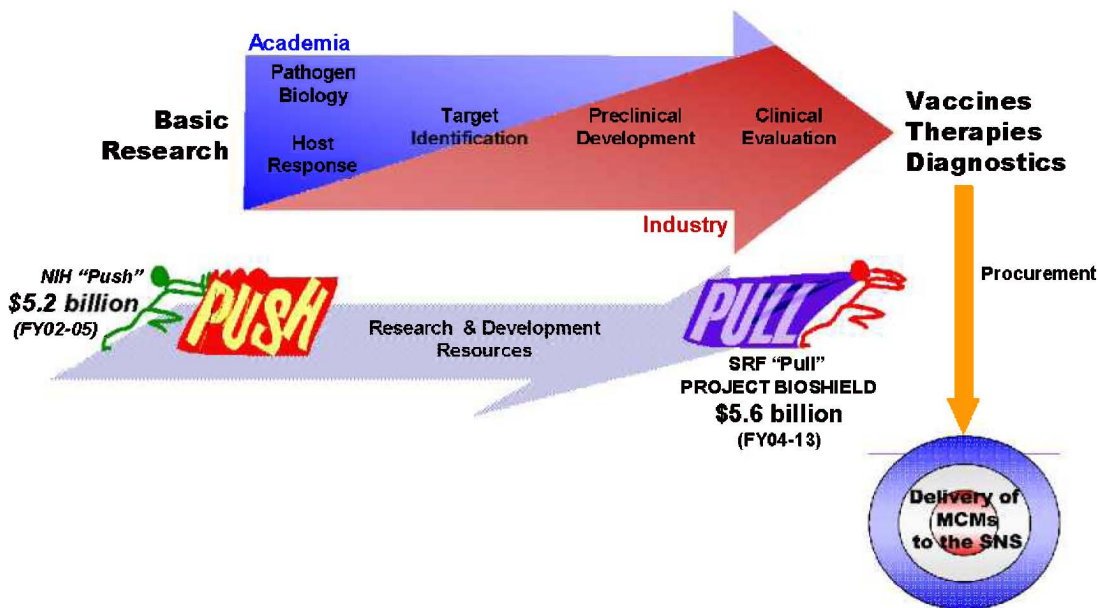 Academia
Pathogen
Biology
Host
Response
Basic
Research
Target
Identification
Preclinical
Development
Clinical
Evaluation
Industry
Vaccines
Therapies
Diagnostics
NIH “Push”
$5.2 billion
(FY02-05)
PUSH
Research & Development
Resources
PULL
SRF “Pull”
PROJECT BIOSHIELD
$5.6 billion
(FY04-13)
Procurement
Delivery of
MCMs
to the SNS